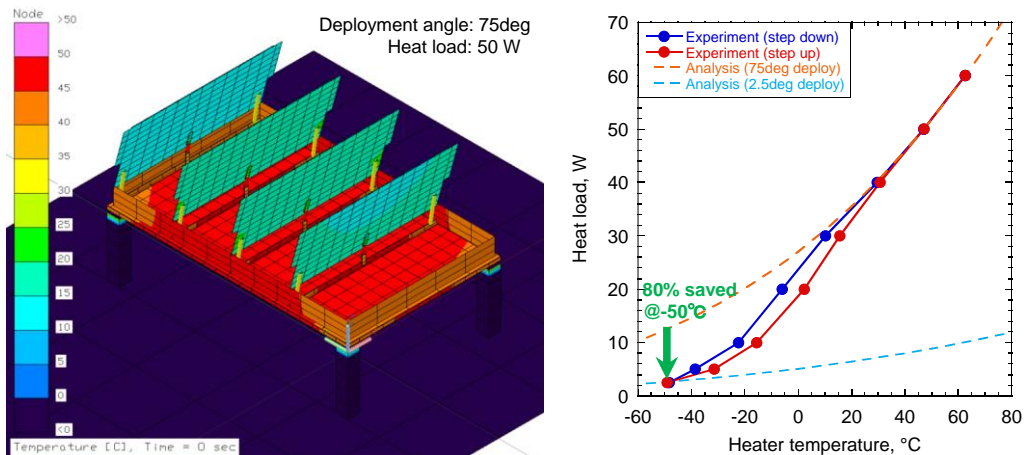 Node
>50
50
45
40
35
30
25
20
15
10
5
0
<0
Deployment angle: 75deg
Heat load: 50 W
Temperature [C], Time = 0 sec
70
60
50
40
30
20
10
0
Heat load, W
Experiment (step down)
Experiment (step up)
Analysis (75deg deploy)
Analysis (2.5deg deploy)
80% saved
@-50℃
-60 -40 -20 0 20 40 60 80
Heater temperature, °C